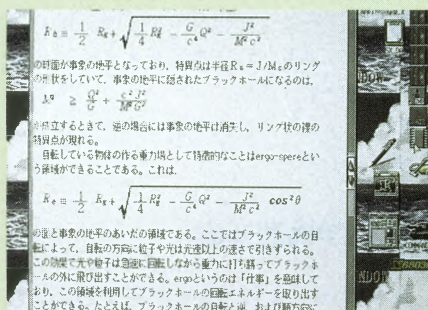 R_e ≡ 1/2 R_g + √(1/4 R_g² − G/c⁴ Q² − J²/M²c²)
の球面が事象の地平となっており、特異点は半径R_s=J/Mcのリング
の形状をしていて、事象の地平に隠されたブラックホールになるのは、
M² ≧ Q²/G + c²J²/M²G²
が成立するときで、逆の場合には事象の地平は消失し、リング状の裸の
特異点が現れる。
自転している物体の作る重力場として特徴的なことはergo-spereとい
う領域ができることである。これは、
R_e ≡ 1/2 R_g + √(1/4 R_g² − G/c⁴ Q² − J²/M²c² cos²θ
の面と事象の地平のあいだの領域である。ここではブラックホールの自
転によって、自転の方向に粒子や光は光速以上の速さで引きずられる。
この効果で光や粒子は急速に回転しながら重力に打ち勝ってブラックホ
ールの外に飛び出すことができる。ergoというのは「仕事」を意味して
おり、この領域を利用してブラックホールの回転エネルギーを取り出す
ことができる。たとえば、ブラックホールの自転と逆、および順方向に